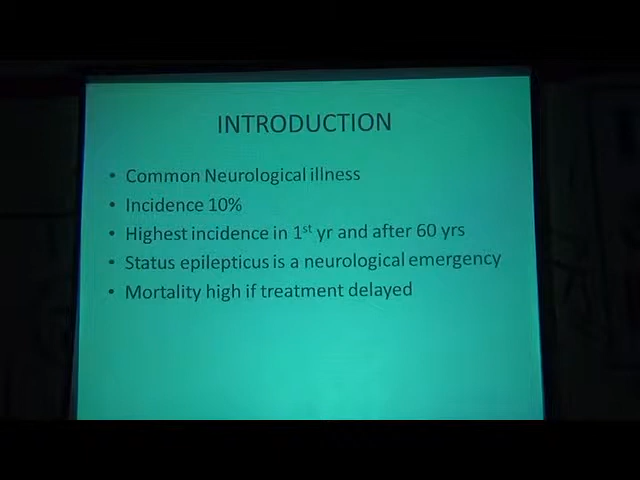 INTRODUCTION
• Common Neurological illness
• Incidence 10%
• Highest incidence in 1st yr and after 60 yrs
• Status epilepticus is a neurological emergency
• Mortality high if treatment delayed